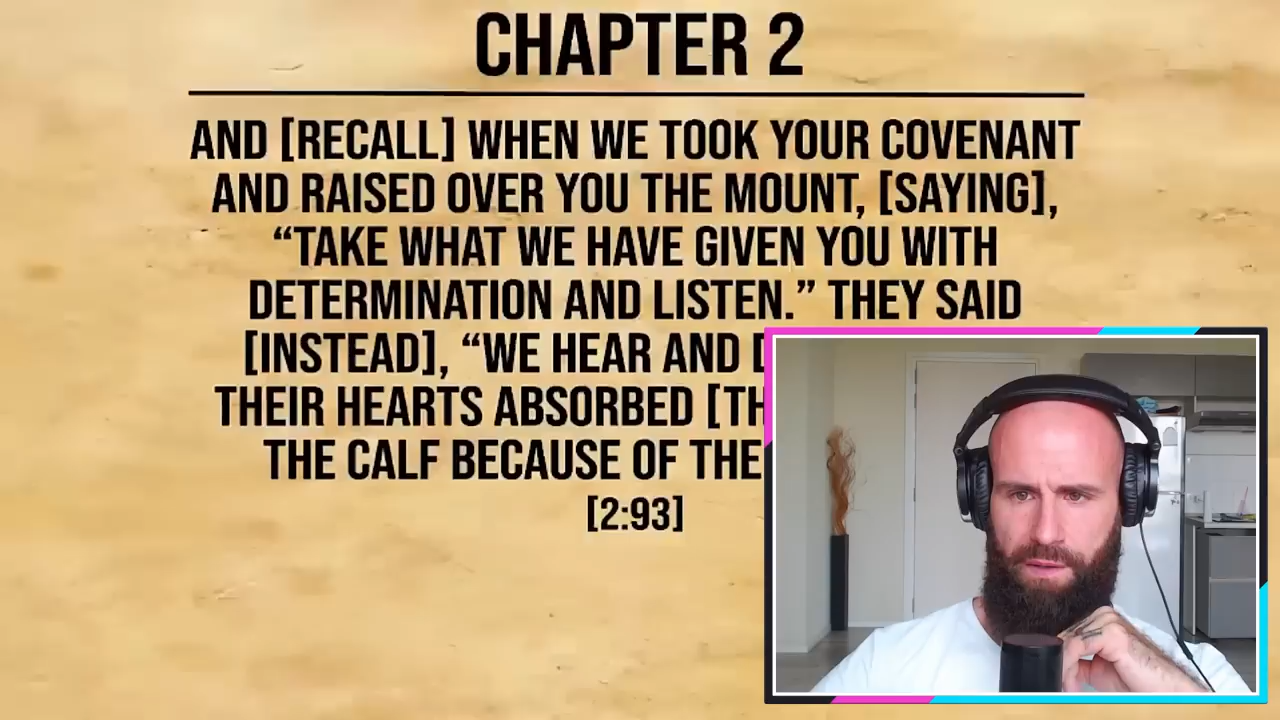 CHAPTER 2
AND [RECALL] WHEN WE TOOK YOUR COVENANT
AND RAISED OVER YOU THE MOUNT, [SAYING],
“TAKE WHAT WE HAVE GIVEN YOU WITH
DETERMINATION AND LISTEN.” THEY SAID
[INSTEAD], “WE HEAR AND
THEIR HEARTS ABSORBED
THE CALF BECAUSE OF
[2:93]